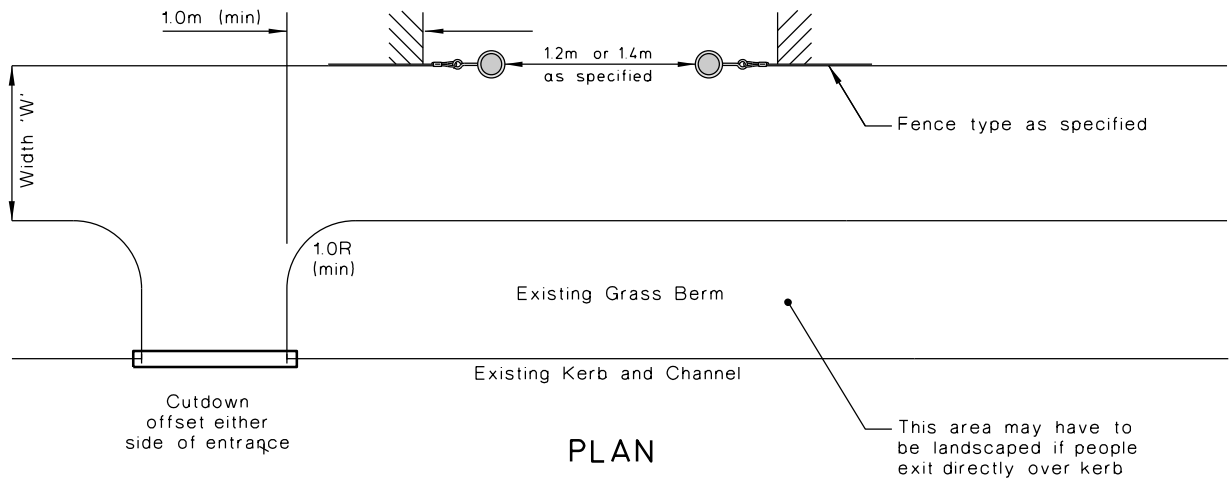 1.0m (min)
1.2m or 1.4m
as specified
Width 'W'
Fence type as specified
1.0R
(min)
Existing Grass Berm
Existing Kerb and Channel
Cutdown
offset either
side of entrance
PLAN
This area may have to
be landscaped if people
exit directly over kerb